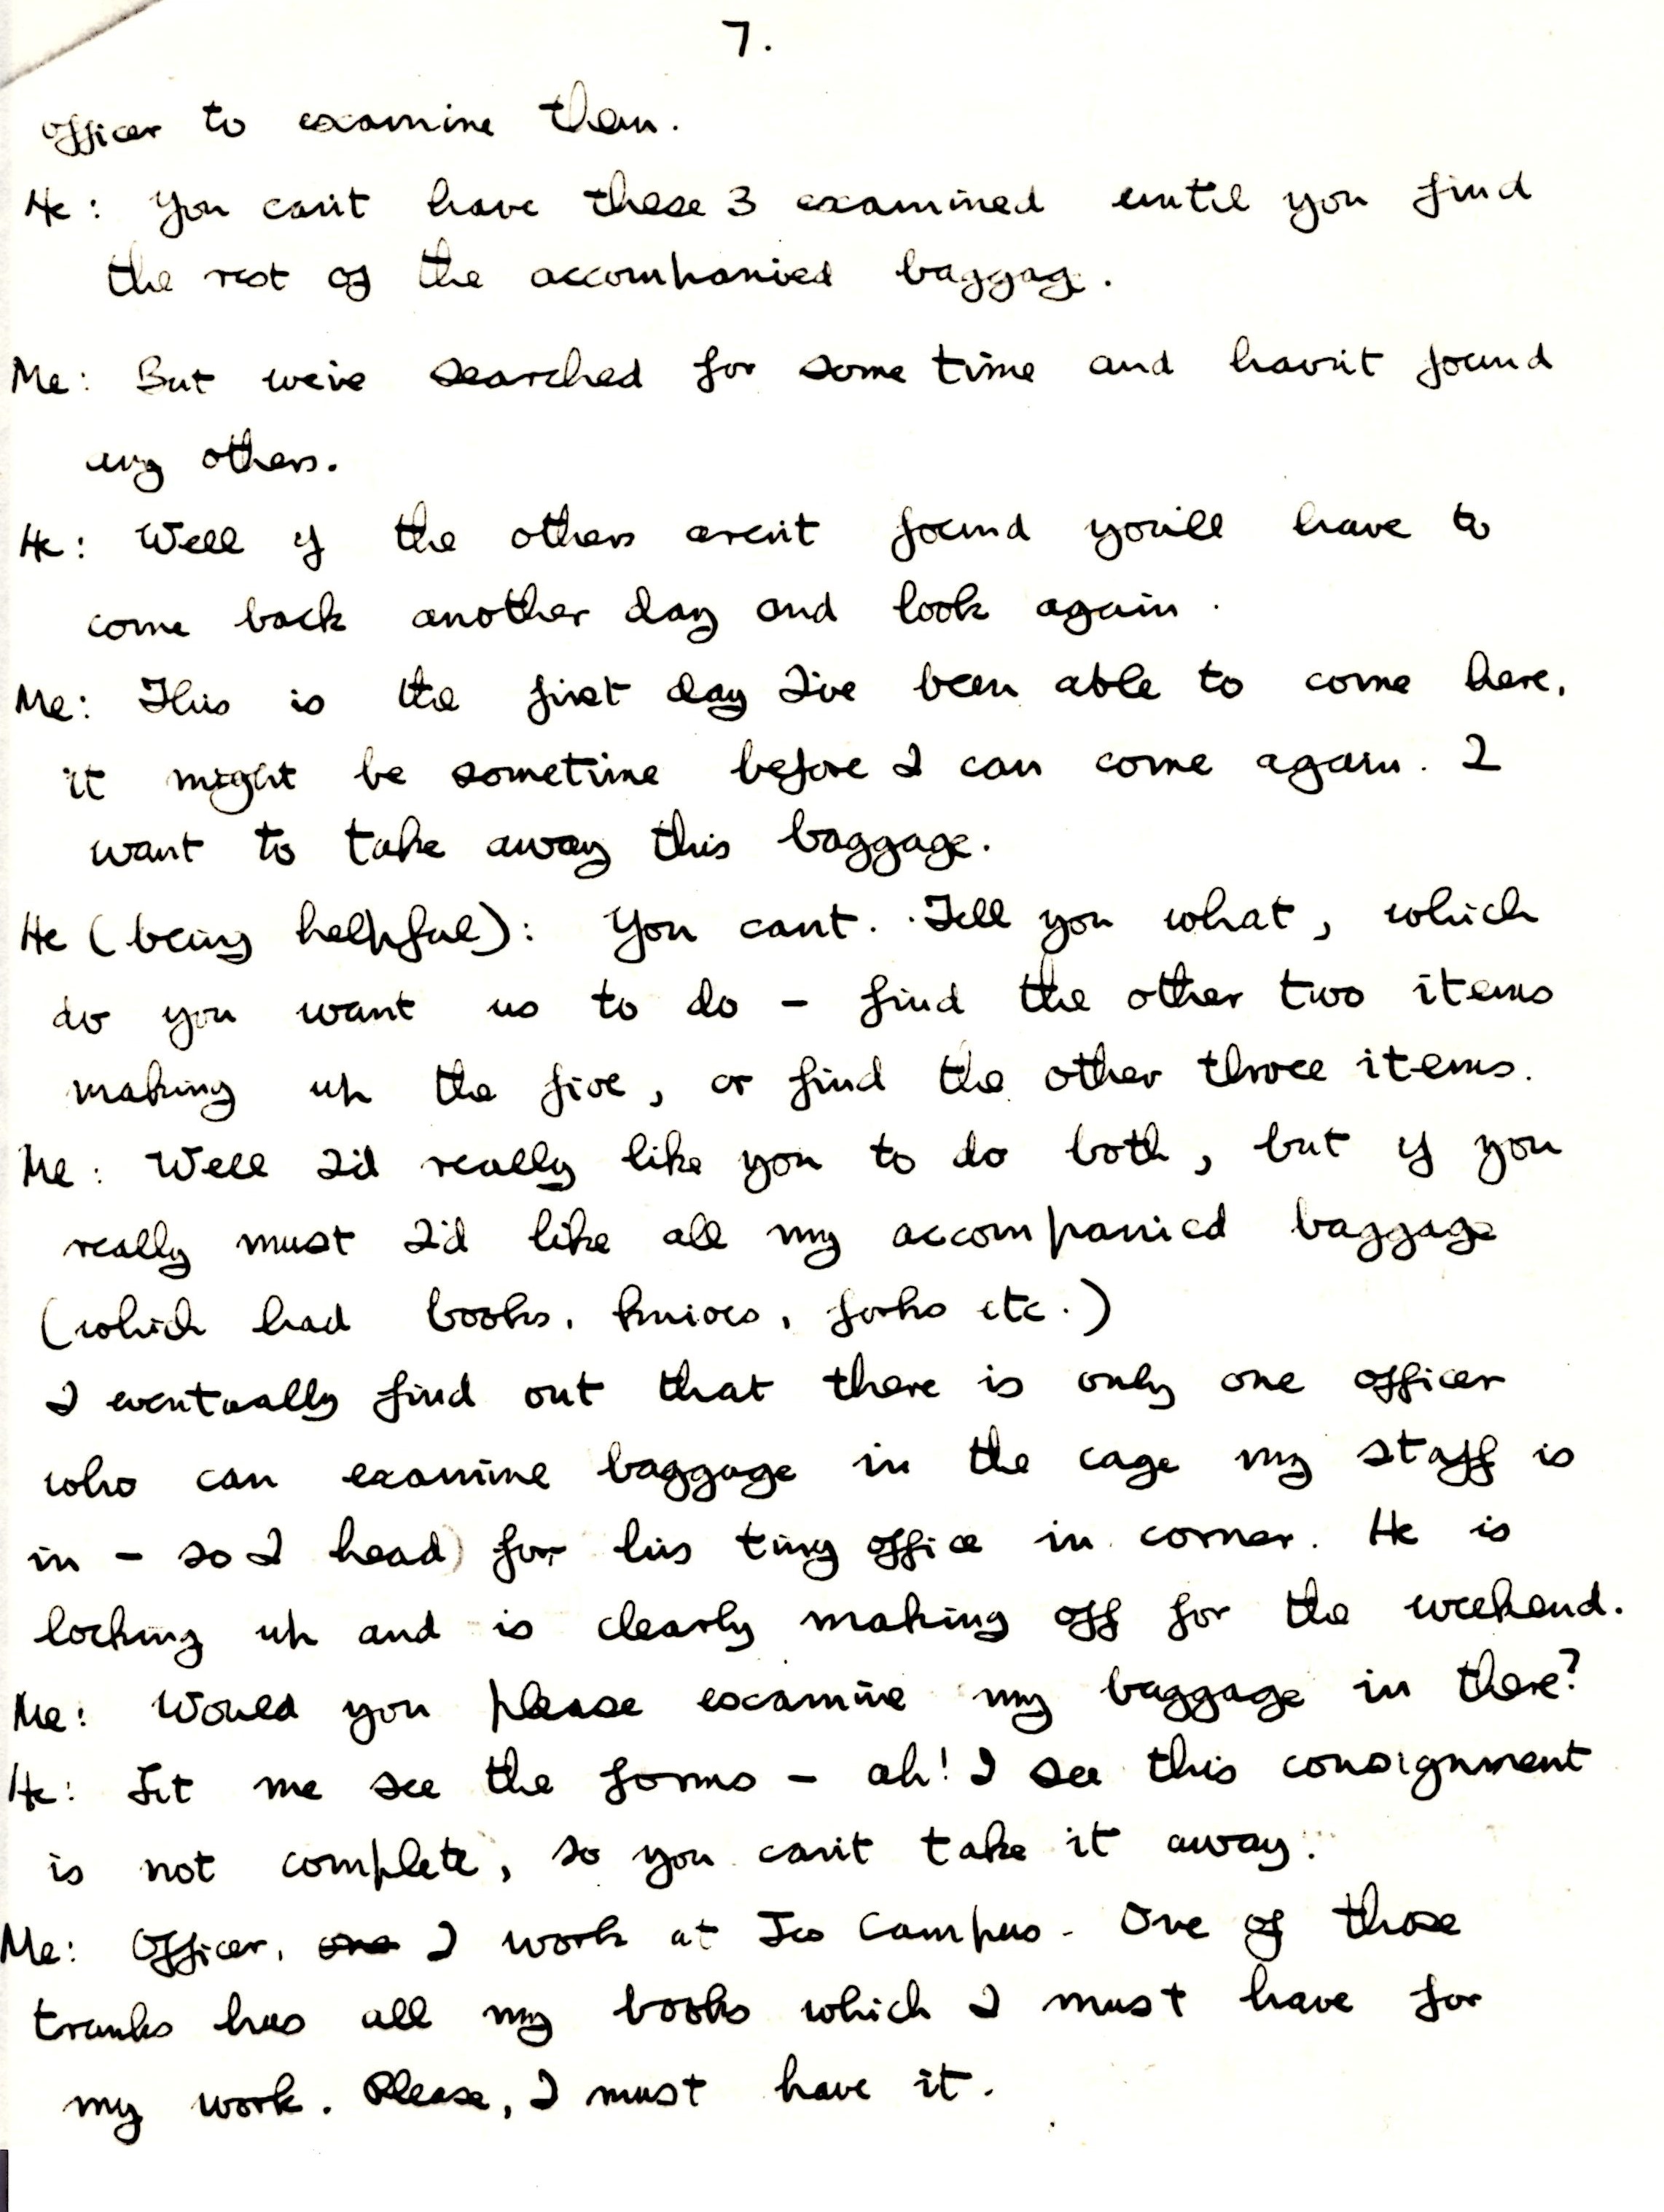 7.
officer to examine them.
He: You can't have these 3 examined until you find
the rest of the accompanied baggage.
Me: But we've searched for some time and hav'nt found
any others.
He: Well if the others are'nt found you'll have to
come back another day and look again.
Me: This is the first day I've been able to come here,
it might be sometime before I can come again. I
want to take away this baggage.
He (being helpful): You cant. Tell you what, which
do you want us to do - find the other two items
making up the five, or find the other three items.
Me: Well I'd really like you to do both, but if you
really must I'd like all my accompanied baggage
(which had books, knives, forks etc.)
I eventually find out that there is only one officer
who can examine baggage in the cage my staff is
in - so I head for his tiny office in corner. He is
locking up and is clearly making off for the weekend.
Me: Would you please examine my baggage in there?
He: Let me see the forms - ah! I see this consignment
is not complete, so you can't take it away.
Me: Officer, one I work at Jos Campus. One of those
trunks has all my books which I must have for
my work. Please, I must have it.